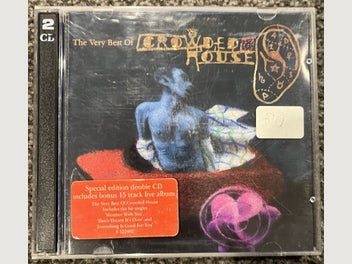 2
CD
The Very Best Of
CROWDED
HOUSE
Special edition double CD
includes bonus 15 track live album
The Very Best Of Crowded House
Includes the hit singles
'Weather With You'
'Don't Dream It's Over' and
'Everything Is Good For You'